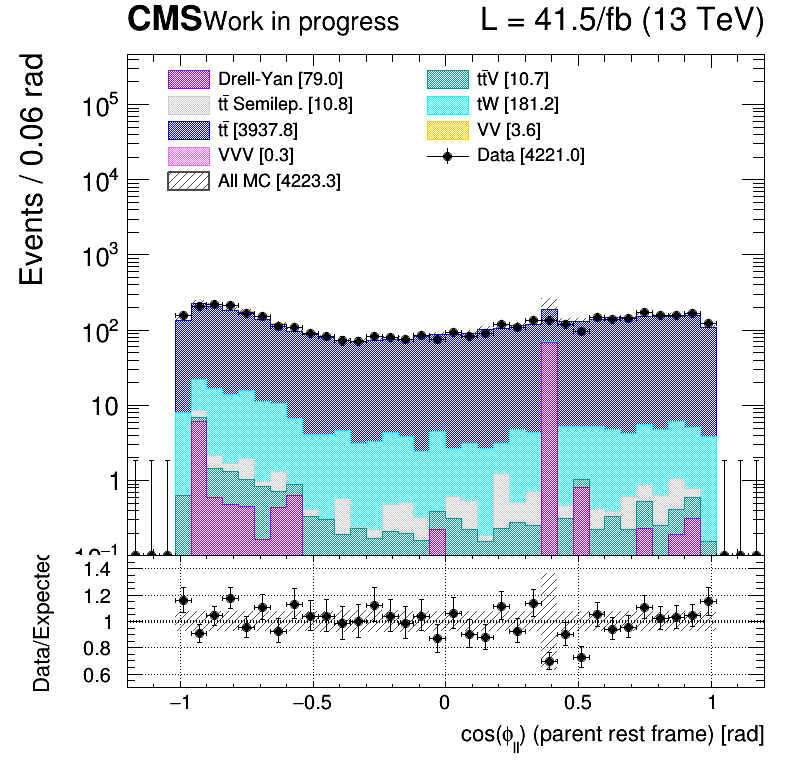 CMS Work in progress L = 41.5/fb (13 TeV)
Events / 0.06 rad
Drell-Yan [79.0]
tt̄ Semilep. [10.8]
tt̄ [3937.8]
VVV [0.3]
All MC [4223.3]
tt̄V [10.7]
tW [181.2]
VV [3.6]
Data [4221.0]
10⁵
10⁴
10³
10²
10
1
10⁻¹
Data/Expected
1.4
1.2
1
0.8
0.6
−1 −0.5 0 0.5 1
cos(ϕ_ll) (parent rest frame) [rad]